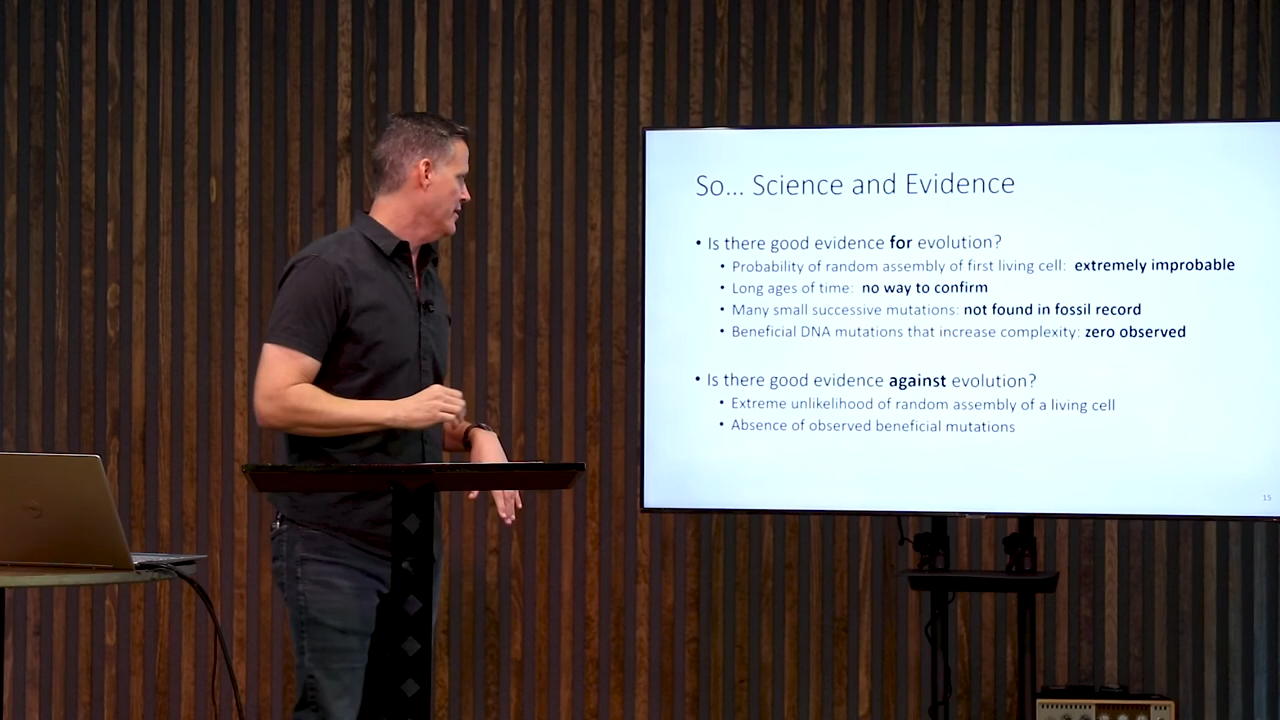 So... Science and Evidence
• Is there good evidence for evolution?
• Probability of random assembly of first living cell: extremely improbable
• Long ages of time: no way to confirm
• Many small successive mutations: not found in fossil record
• Beneficial DNA mutations that increase complexity: zero observed
• Is there good evidence against evolution?
• Extreme unlikelihood of random assembly of a living cell
• Absence of observed beneficial mutations
15